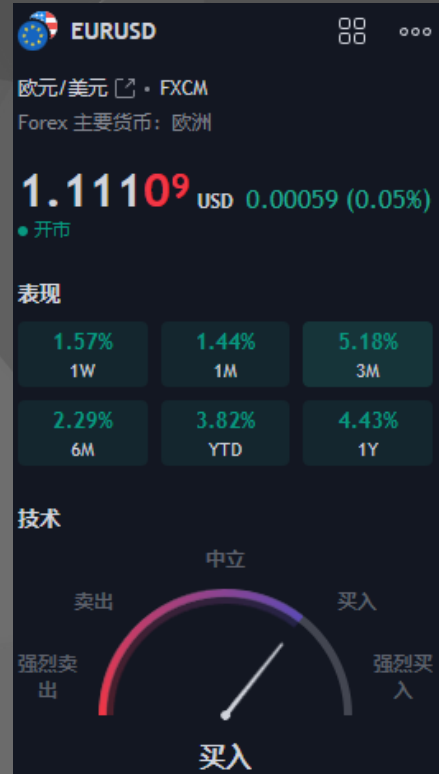 EURUSD
欧元/美元 • FXCM
Forex 主要货币：欧洲
1.11109 USD 0.00059 (0.05%)
开市
表现
1.57% 1.44% 5.18%
1W 1M 3M
2.29% 3.82% 4.43%
6M YTD 1Y
技术
中立
卖出 买入
强烈卖出 强烈买入
买入